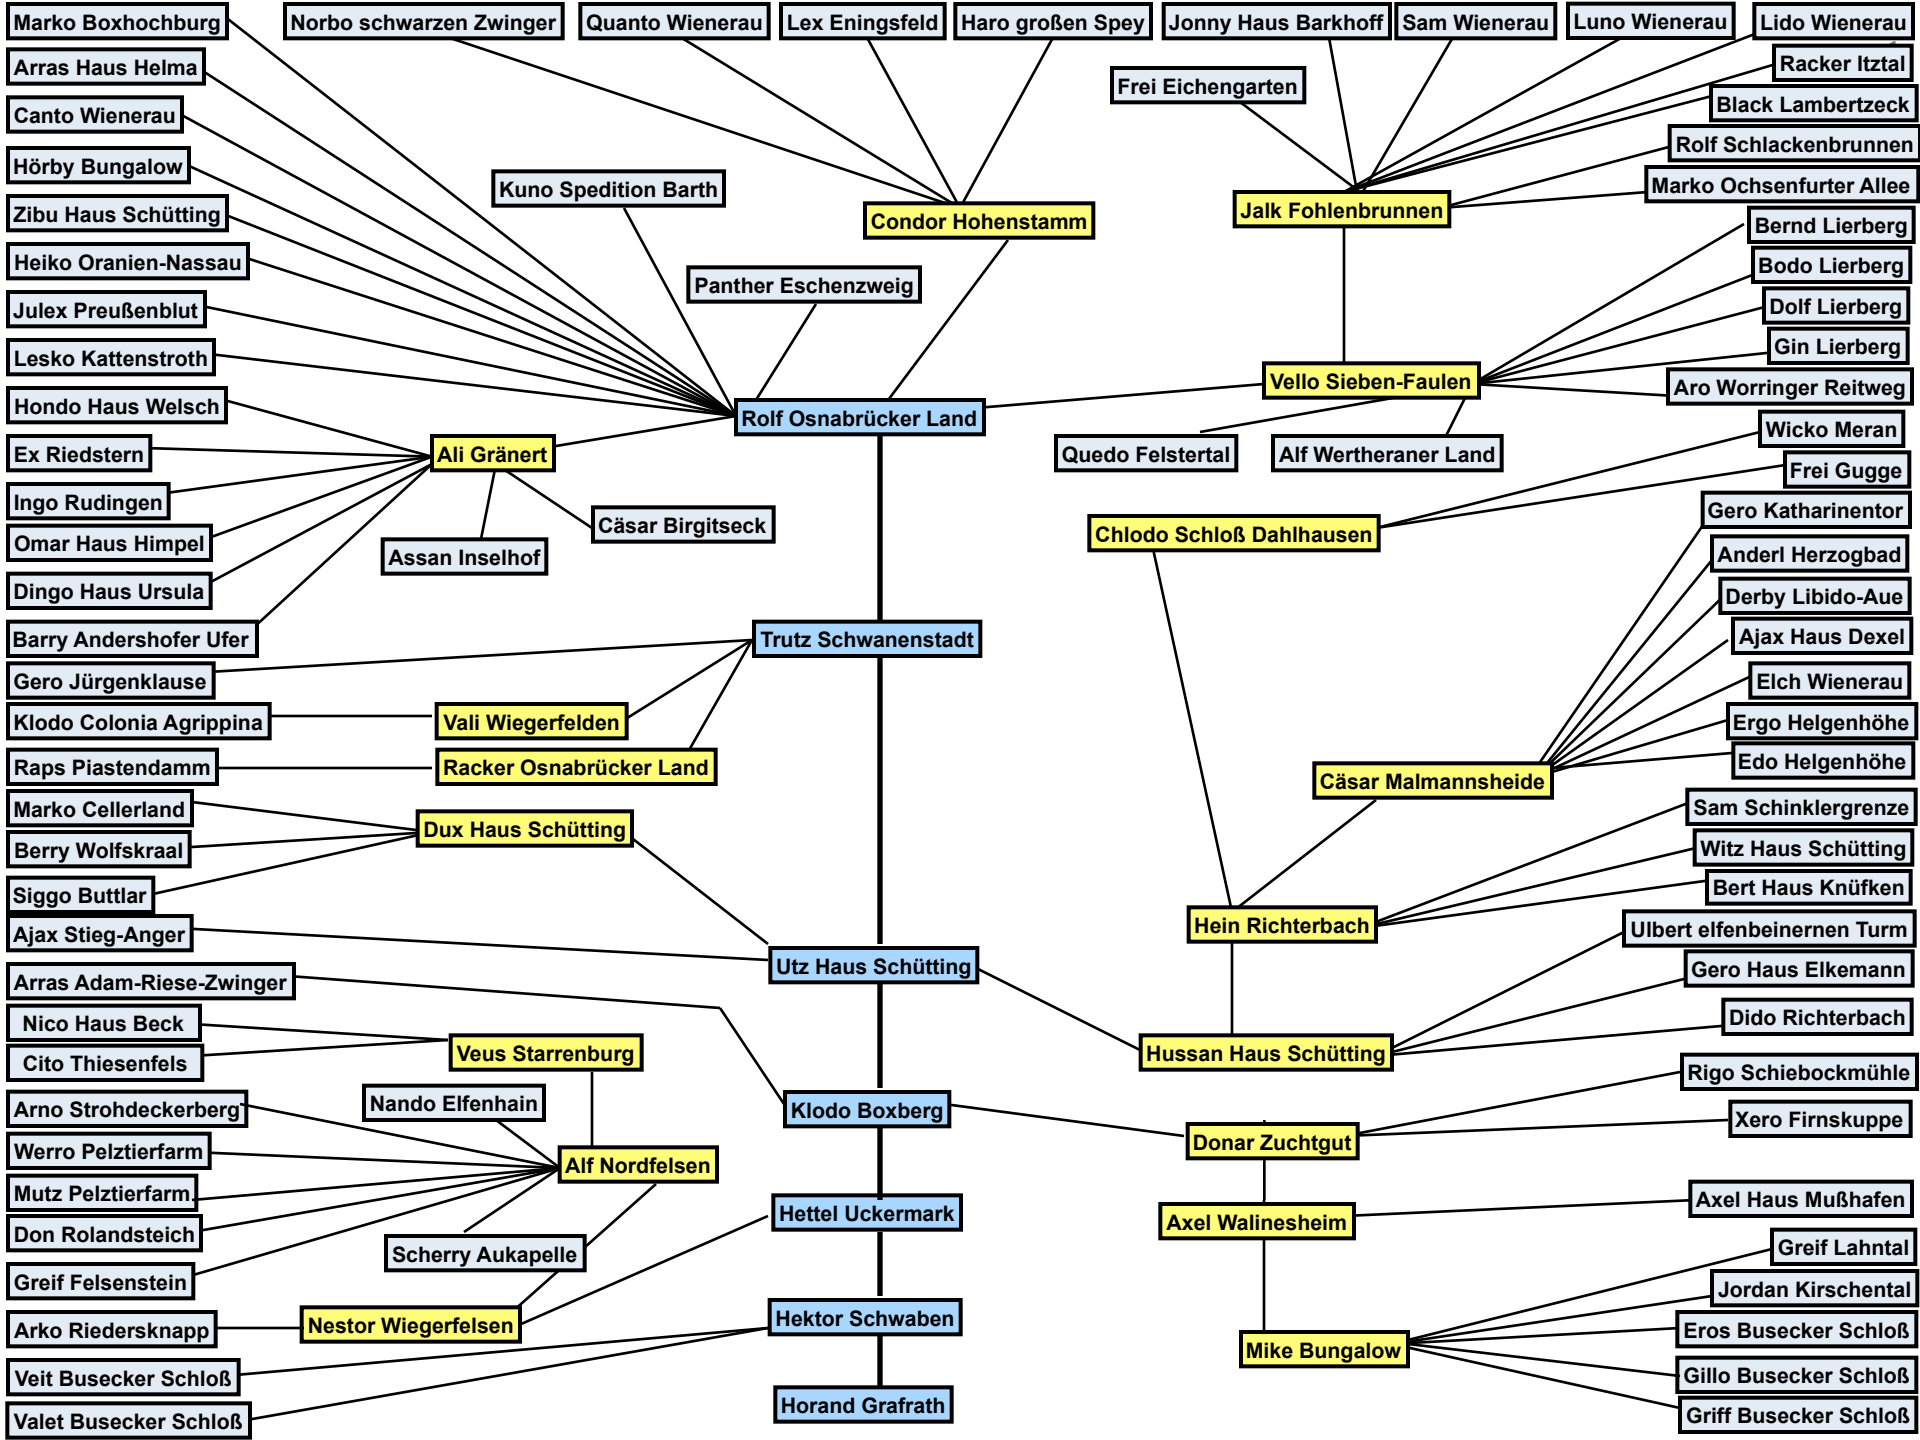 Marko Boxhochburg
Norbo schwarzen Zwinger
Quanto Wienerau
Lex Eningsfeld
Haro großen Spey
Jonny Haus Barkhoff
Sam Wienerau
Luno Wienerau
Lido Wienerau
Arras Haus Helma
Racker Itztal
Frei Eichengarten
Black Lambertzeck
Canto Wienerau
Rolf Schlackenbrunnen
Hörby Bungalow
Kuno Spedition Barth
Marko Ochsenfurter Allee
Zibu Haus Schütting
Condor Hohenstamm
Jalk Fohlenbrunnen
Bernd Lierberg
Heiko Oranien-Nassau
Bodo Lierberg
Panther Eschenzweig
Julex Preußenblut
Dolf Lierberg
Lesko Kattenstroth
Gin Lierberg
Vello Sieben-Faulen
Aro Worringer Reitweg
Hondo Haus Welsch
Rolf Osnabrücker Land
Wicko Meran
Ex Riedstern
Ali Gränert
Quedo Felstertal
Alf Wertheraner Land
Frei Gugge
Ingo Rudingen
Gero Katharinentor
Cäsar Birgitseck
Chlodo Schloß Dahlhausen
Omar Haus Himpel
Assan Inselhof
Anderl Herzogbad
Dingo Haus Ursula
Derby Libido-Aue
Barry Andershofer Ufer
Trutz Schwanenstadt
Ajax Haus Dexel
Gero Jürgenklause
Elch Wienerau
Klodo Colonia Agrippina
Vali Wiegerfelden
Ergo Helgenhöhe
Raps Piastendamm
Racker Osnabrücker Land
Edo Helgenhöhe
Cäsar Malmannsheide
Marko Cellerland
Sam Schinklergrenze
Dux Haus Schütting
Berry Wolfskraal
Witz Haus Schütting
Siggo Buttlar
Bert Haus Knüfken
Ajax Stieg-Anger
Hein Richterbach
Ulbert elfenbeinernen Turm
Utz Haus Schütting
Gero Haus Elkemann
Arras Adam-Riese-Zwinger
Nico Haus Beck
Dido Richterbach
Cito Thiesenfels
Veus Starrenburg
Hussan Haus Schütting
Rigo Schiebockmühle
Arno Strohdeckerberg
Nando Elfenhain
Klodo Boxberg
Xero Firnskuppe
Werro Pelztierfarm
Donar Zuchtgut
Alf Nordfelsen
Mutz Pelztierfarm
Axel Haus Mußhafen
Don Rolandsteich
Hettel Uckermark
Axel Walinesheim
Scherry Aukapelle
Greif Lahntal
Greif Felsenstein
Jordan Kirschental
Arko Riedersknapp
Nestor Wiegerfelsen
Hektor Schwaben
Eros Busecker Schloß
Mike Bungalow
Veit Busecker Schloß
Gillo Busecker Schloß
Valet Busecker Schloß
Horand Grafrath
Griff Busecker Schloß